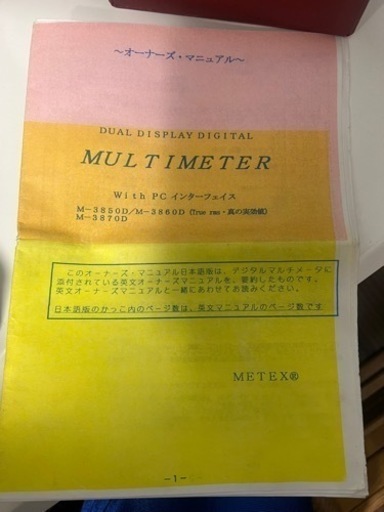 ～オーナーズ・マニュアル～
DUAL DISPLAY DIGITAL
MULTIMETER
With PC インターフェイス
M-3850D/M-3860D (True rms・真の実効値)
M-3870D
このオーナーズ・マニュアル日本語版は、デジタルマルチメータに
添付されている英文オーナーズマニュアルを、要約したものです。
英文オーナーズマニュアルと一緒にあわせてお読みください。
日本語版のかっこ内のページ数は、英文マニュアルのページ数です
METEX®
-1-